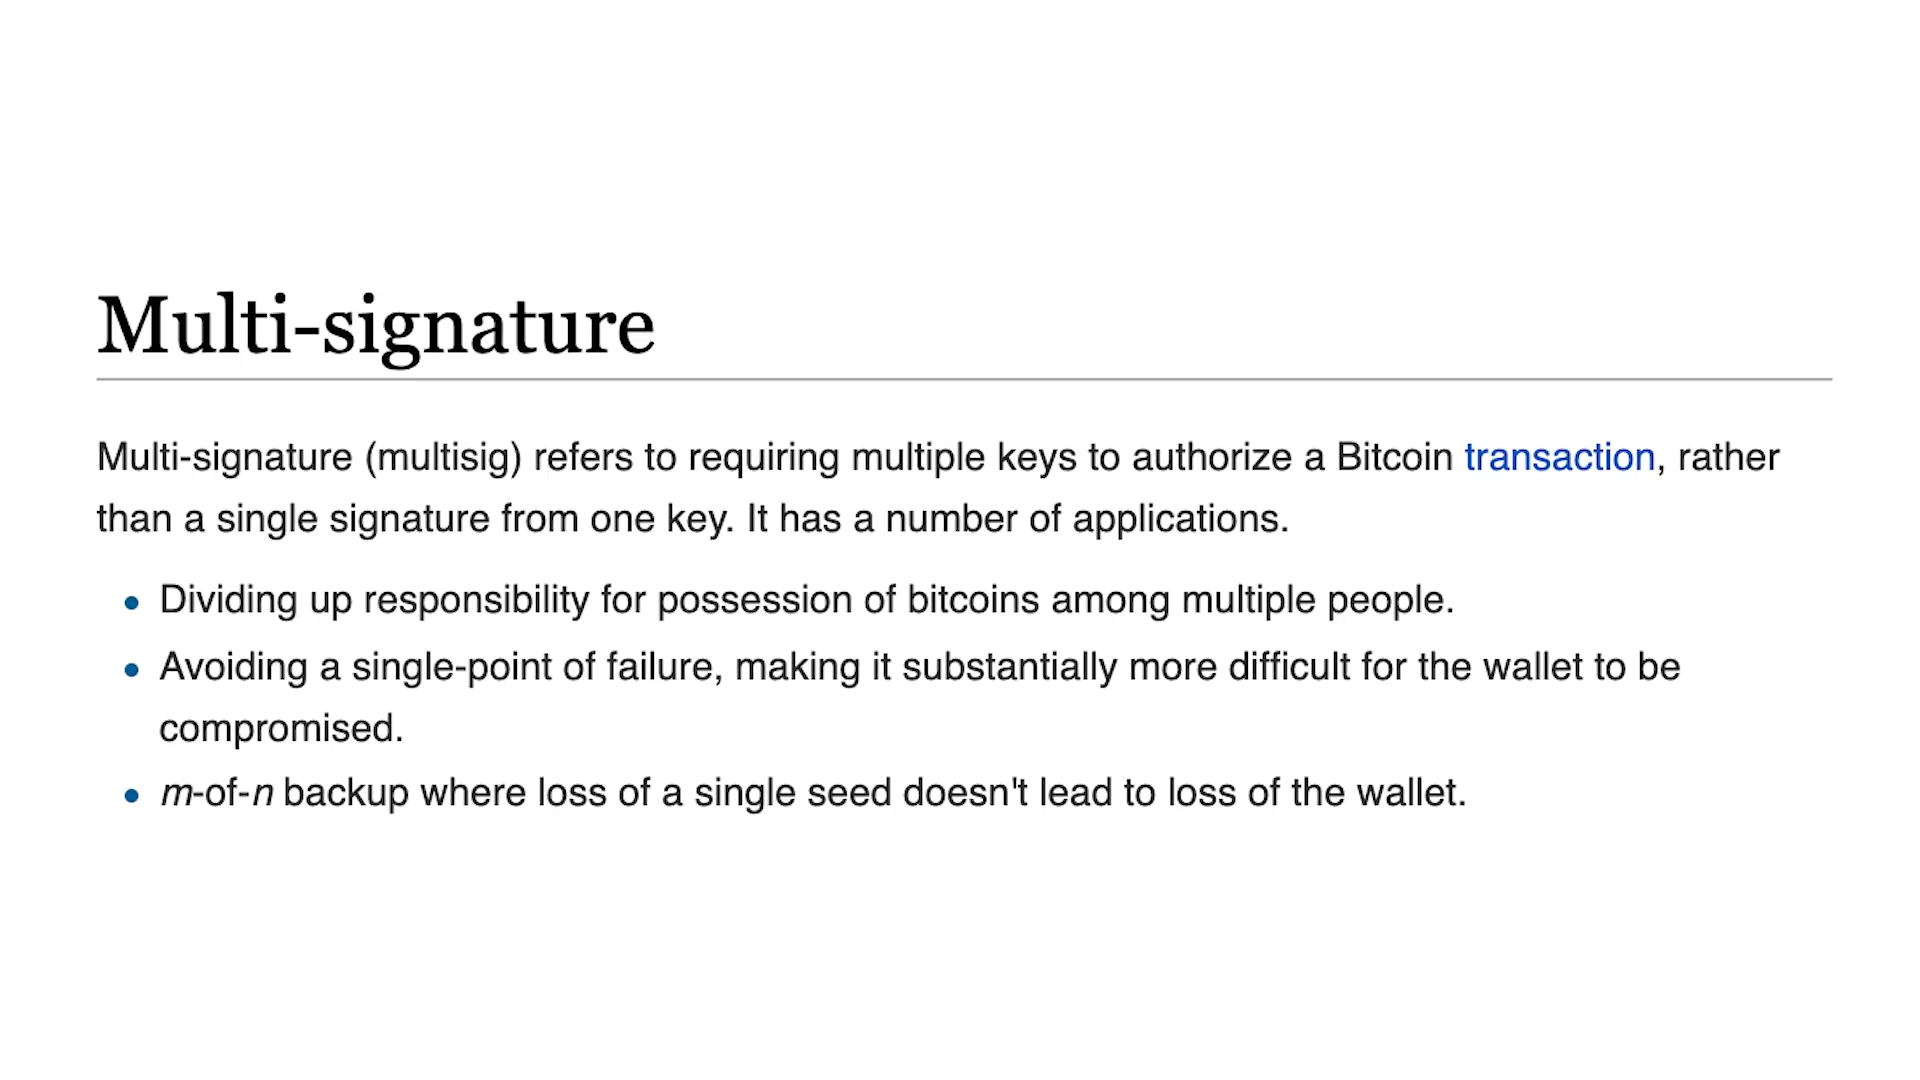 Multi-signature
Multi-signature (multisig) refers to requiring multiple keys to authorize a Bitcoin transaction, rather
than a single signature from one key. It has a number of applications.
• Dividing up responsibility for possession of bitcoins among multiple people.
• Avoiding a single-point of failure, making it substantially more difficult for the wallet to be
compromised.
• m-of-n backup where loss of a single seed doesn't lead to loss of the wallet.